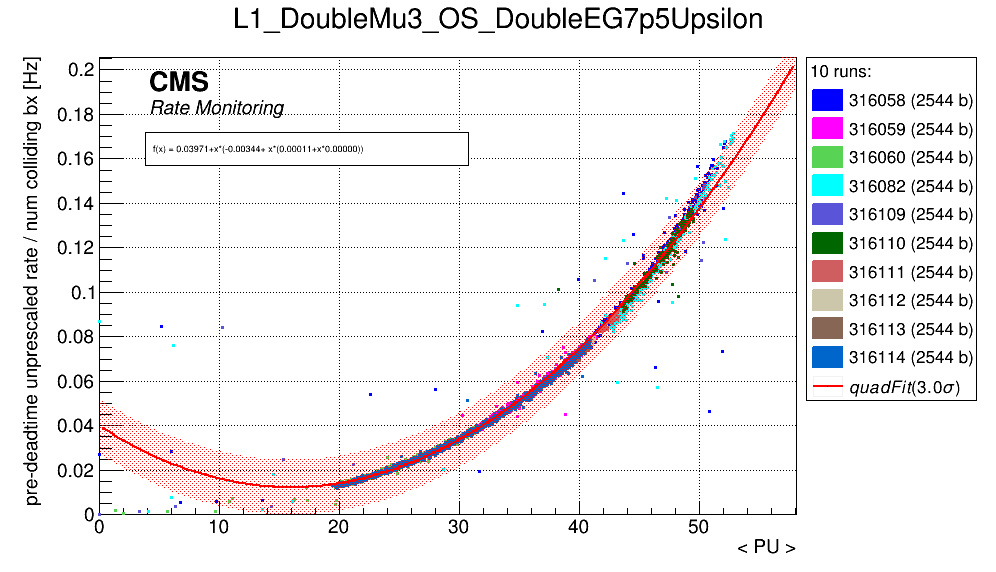 L1_DoubleMu3_OS_DoubleEG7p5Upsilon
pre-deadtime unprescaled rate / num colliding bx [Hz]
CMS
Rate Monitoring
f(x) = 0.03971+x*(-0.00344+ x*(0.00011+x*0.00000))
0.2
0.18
0.16
0.14
0.12
0.1
0.08
0.06
0.04
0.02
0
0 10 20 30 40 50
< PU >
10 runs:
316058 (2544 b)
316059 (2544 b)
316060 (2544 b)
316082 (2544 b)
316109 (2544 b)
316110 (2544 b)
316111 (2544 b)
316112 (2544 b)
316113 (2544 b)
316114 (2544 b)
quadFit(3.0σ)